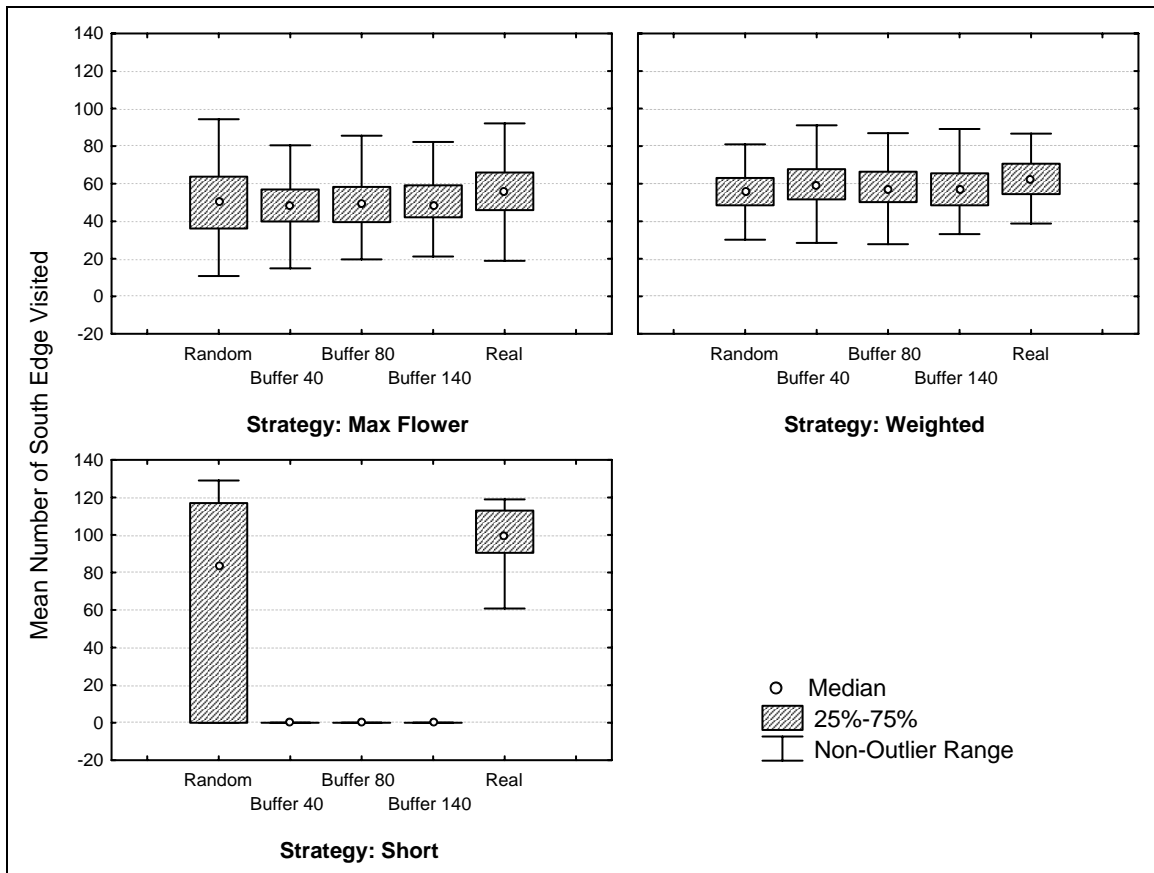 Mean Number of South Edge Visited
140
120
100
80
60
40
20
0
-20
Random Buffer 80 Real
Buffer 40 Buffer 140
Strategy: Max Flower
Random Buffer 80 Real
Buffer 40 Buffer 140
Strategy: Weighted
140
120
100
80
60
40
20
0
-20
Random Buffer 80 Real
Buffer 40 Buffer 140
Strategy: Short
Median
25%-75%
Non-Outlier Range